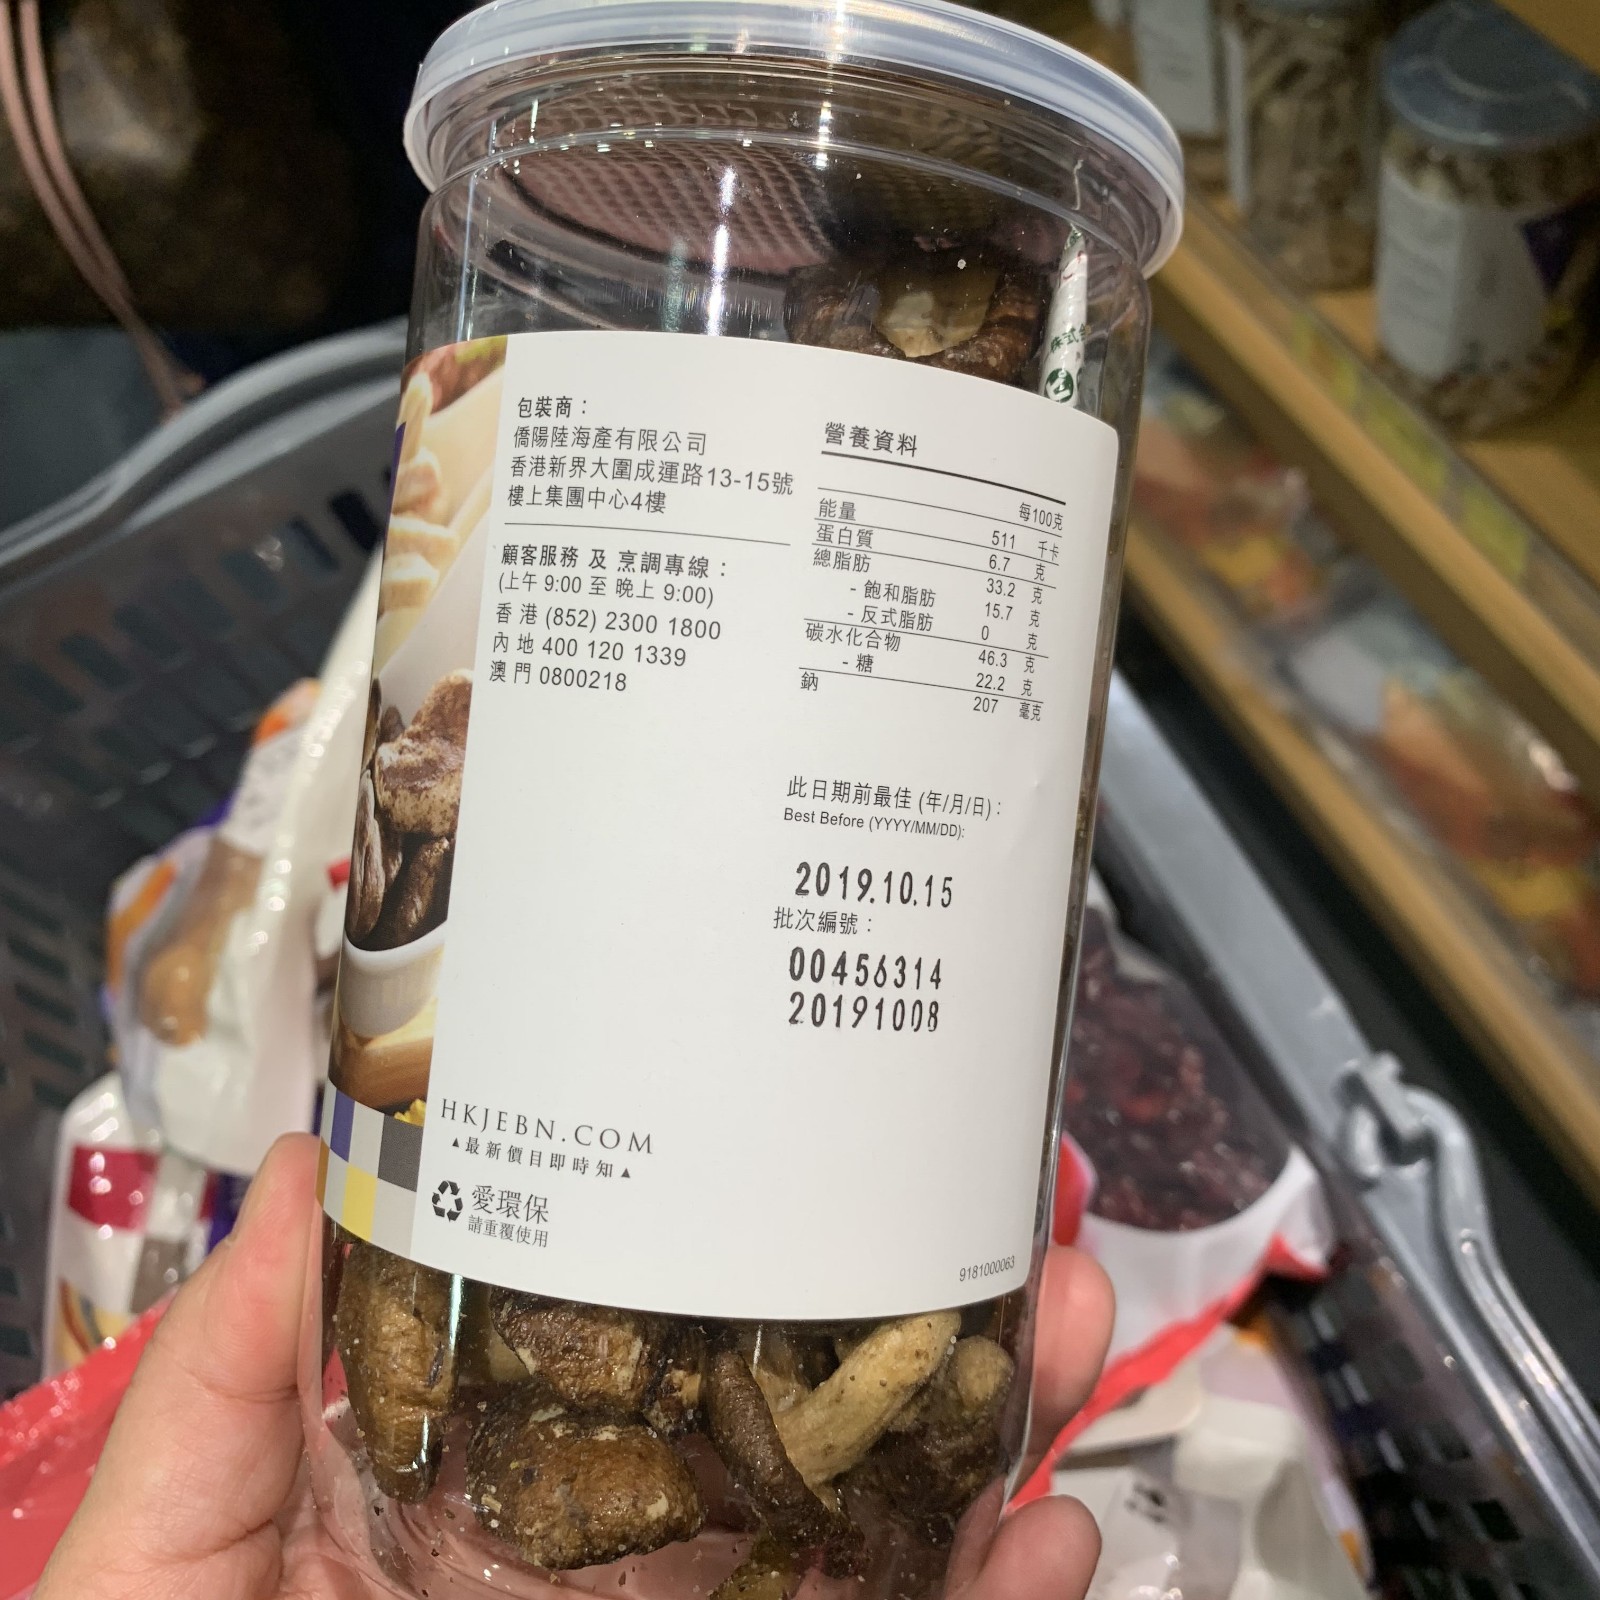 包裝商：
僑陽陸海產有限公司
香港新界大圍成運路13-15號
樓上集團中心4樓
顧客服務 及 烹調專線：
(上午 9:00 至 晚上 9:00)
香 港 (852) 2300 1800
內 地 400 120 1339
澳 門 0800218
營養資料
每100克
能量 511 千卡
蛋白質 6.7 克
總脂肪 33.2 克
- 飽和脂肪 15.7 克
- 反式脂肪 0 克
碳水化合物 46.3 克
- 糖 22.2 克
鈉 207 毫克
此日期前最佳 (年/月/日)：
Best Before (YYYY/MM/DD):
2019.10.15
批次編號：
00456314
20191008
HKJEBN.COM
▲最新價目即時知▲
愛環保
請重覆使用
9181000063